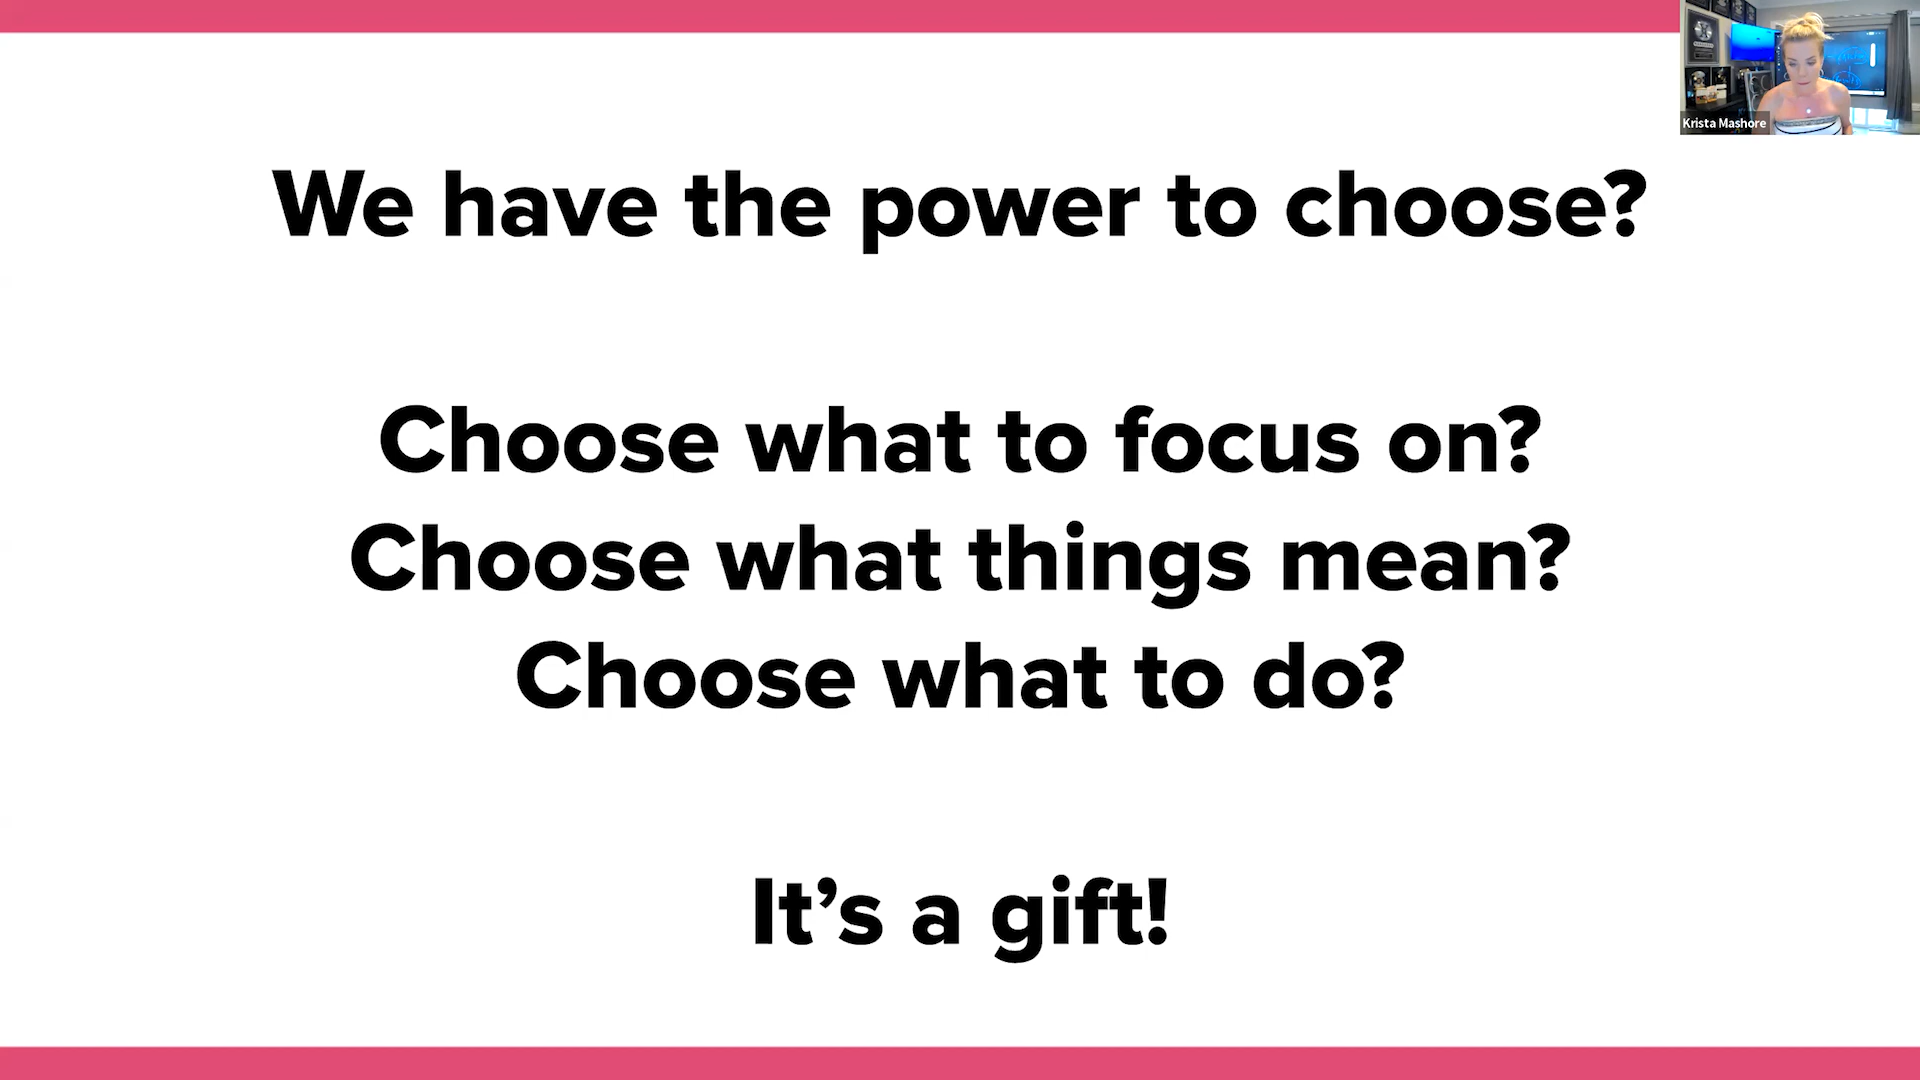 Krista Mashore
We have the power to choose?
Choose what to focus on?
Choose what things mean?
Choose what to do?
It’s a gift!